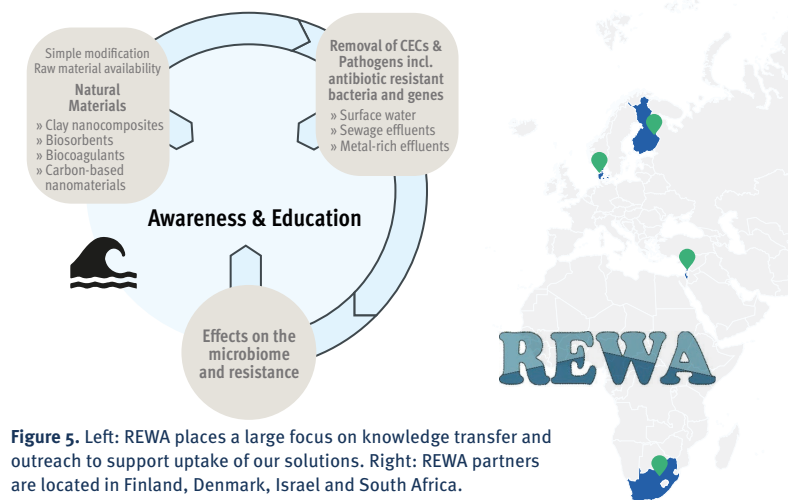 Simple modification
Raw material availability
Natural
Materials
» Clay nanocomposites
» Biosorbents
» Biocoagulants
» Carbon-based
nanomaterials
Removal of CECs &
Pathogens incl.
antibiotic resistant
bacteria and genes
» Surface water
» Sewage effluents
» Metal-rich effluents
Awareness & Education
Effects on the
microbiome
and resistance
REWA
Figure 5. Left: REWA places a large focus on knowledge transfer and
outreach to support uptake of our solutions. Right: REWA partners
are located in Finland, Denmark, Israel and South Africa.